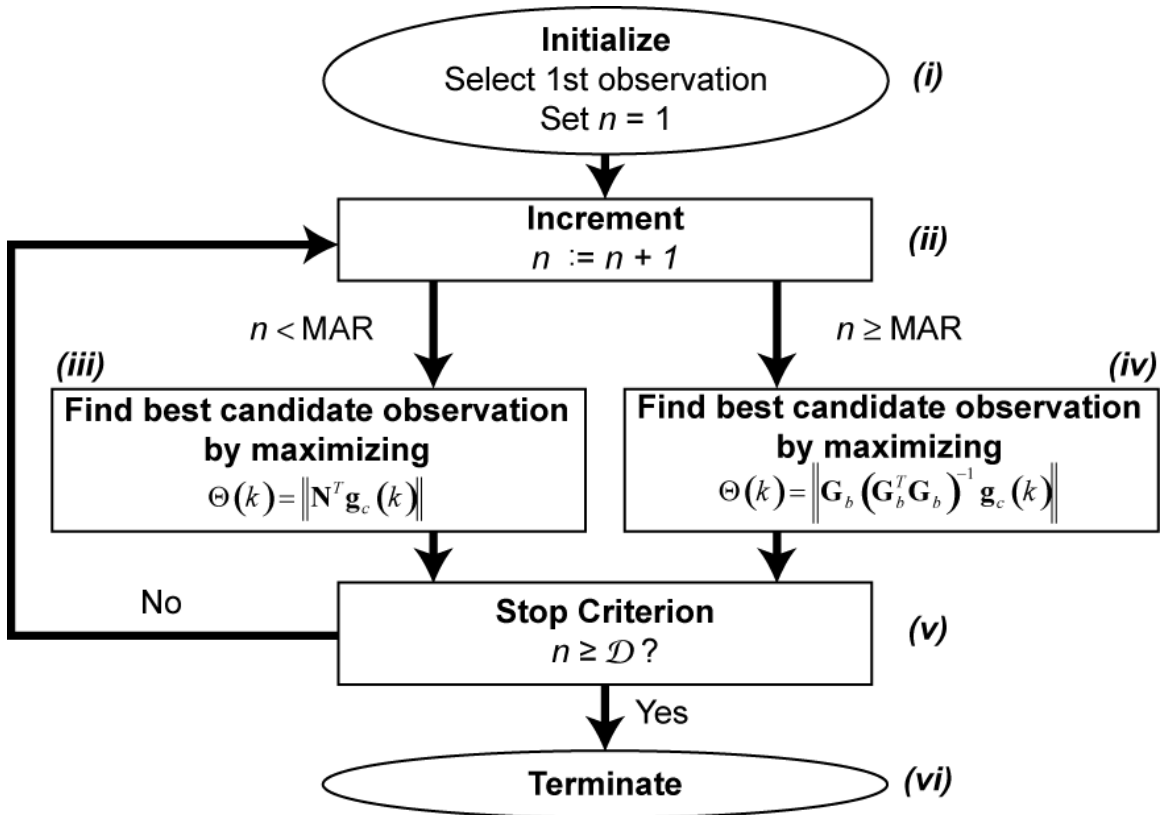 Initialize
Select 1st observation
Set n = 1
(i)
Increment
n := n + 1
(ii)
n < MAR
n ≥ MAR
(iii)
Find best candidate observation
by maximizing
Θ(k)=‖N^T g_c(k)‖
(iv)
Find best candidate observation
by maximizing
Θ(k)=‖G_b (G_b^T G_b)^{-1} g_c(k)‖
No
Stop Criterion
n ≥ 𝒟 ?
(v)
Yes
Terminate
(vi)